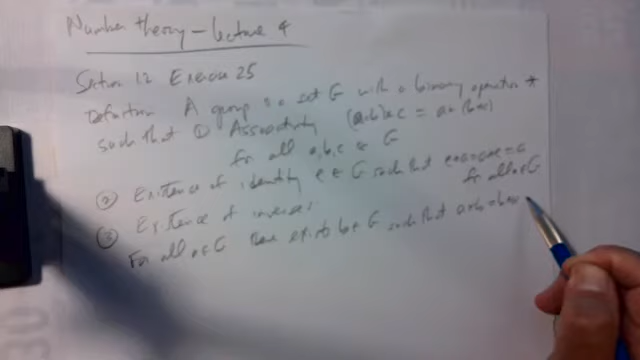 Number theory - lecture 4
Section 12 Exercise 25
Definition A group is a set G with a binary operation *
such that ① Associativity (a*b)*c = a*(b*c)
for all a,b,c ∈ G
② Existence of identity e ∈ G such that e*a=a*e=a
for all a∈G
③ Existence of inverses
For all a∈G there exists b∈G such that a*b=b*a